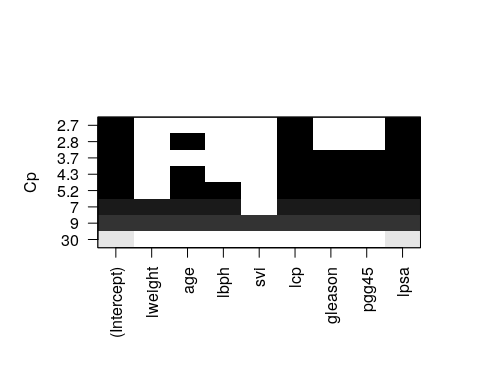 2.7
2.8
3.7
4.3
5.2
7
9
30
Cp
(Intercept)
lweight
age
lbph
svl
lcp
gleason
pgg45
lpsa